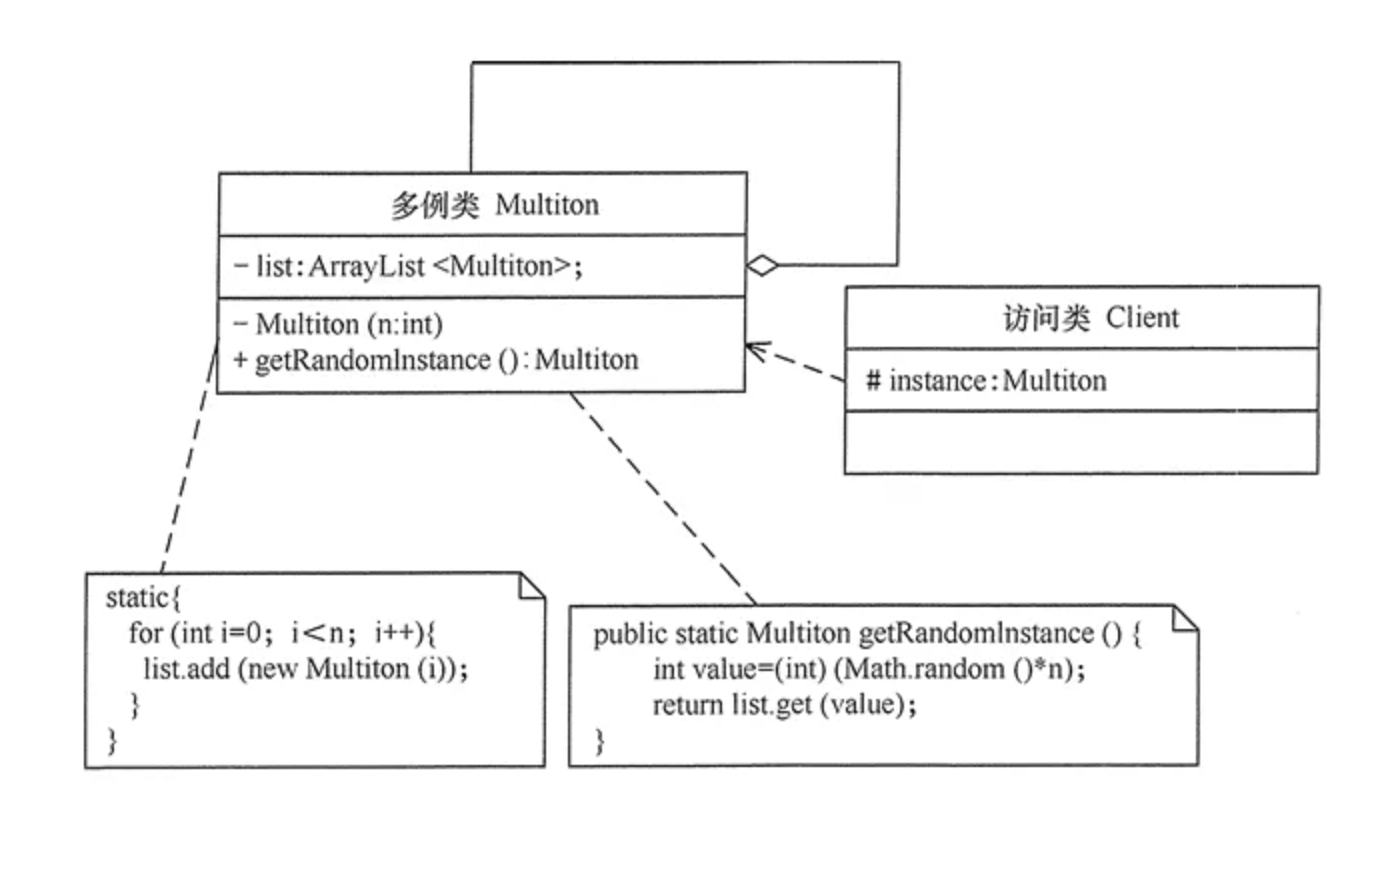 多例类 Multiton
– list:ArrayList <Multiton>;
– Multiton (n:int)
+ getRandomInstance ():Multiton
访问类 Client
# instance:Multiton
static{
for (int i=0; i<n; i++){
list.add (new Multiton (i));
}
}
public static Multiton getRandomInstance () {
int value=(int) (Math.random ()*n);
return list.get (value);
}